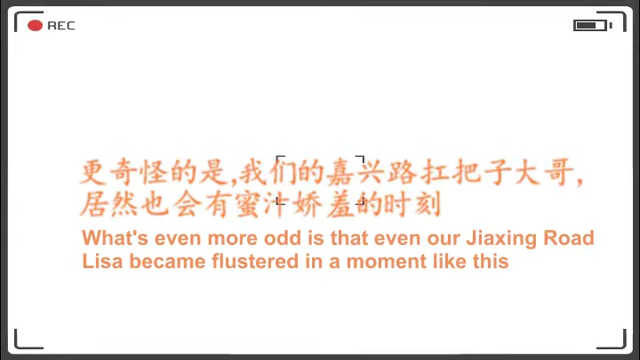 REC
更奇怪的是,我们的嘉兴路扛把子大哥,
居然也会有蜜汁娇羞的时刻
What's even more odd is that even our Jiaxing Road
Lisa became flustered in a moment like this